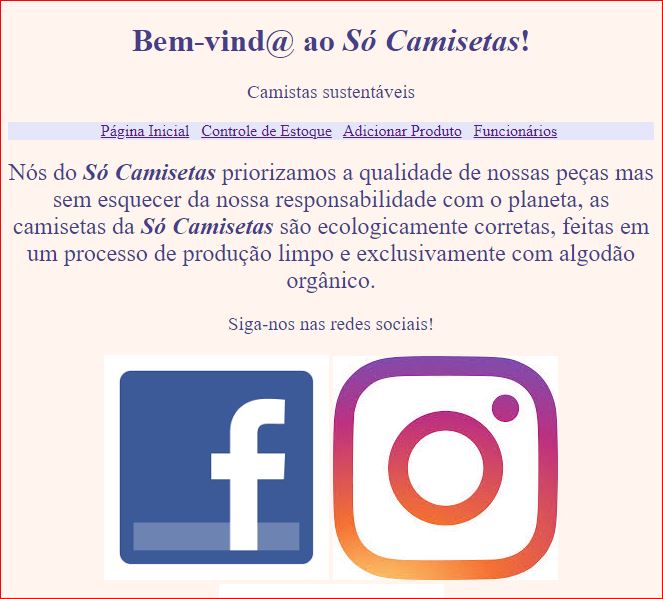 Bem-vind@ ao Só Camisetas!
Camistas sustentáveis
Página Inicial Controle de Estoque Adicionar Produto Funcionários
Nós do Só Camisetas priorizamos a qualidade de nossas peças mas
sem esquecer da nossa responsabilidade com o planeta, as
camisetas da Só Camisetas são ecologicamente corretas, feitas em
um processo de produção limpo e exclusivamente com algodão
orgânico.
Siga-nos nas redes sociais!
f